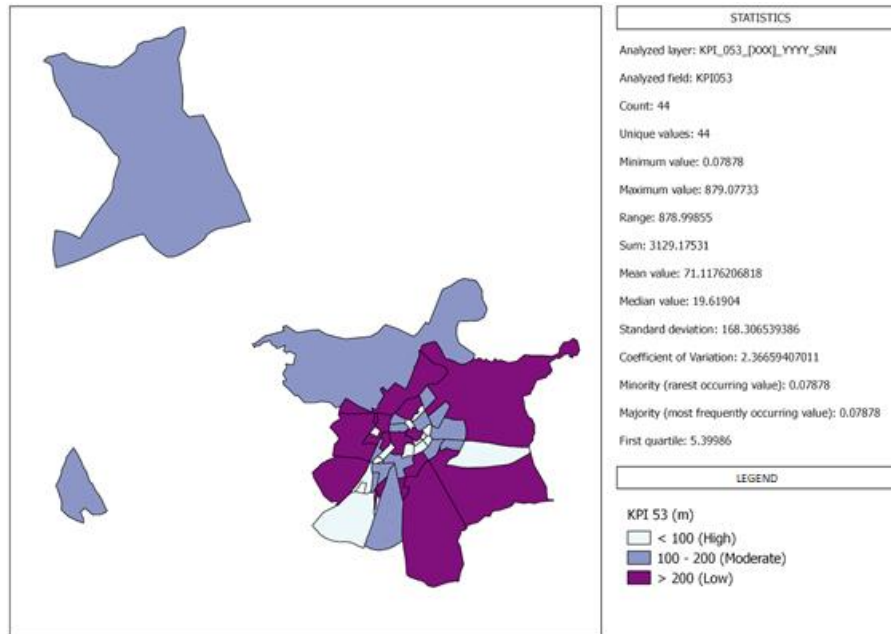 STATISTICS
Analyzed layer: KPI_053_[XXX]_YYYY_SNN
Analyzed field: KPI053
Count: 44
Unique values: 44
Minimum value: 0.07878
Maximum value: 879.07733
Range: 878.99855
Sum: 3129.17531
Mean value: 71.1176206818
Median value: 19.61904
Standard deviation: 168.306539386
Coefficient of Variation: 2.36659407011
Minority (rarest occurring value): 0.07878
Majority (most frequently occurring value): 0.07878
First quartile: 5.39986
LEGEND
KPI 53 (m)
< 100 (High)
100 - 200 (Moderate)
> 200 (Low)